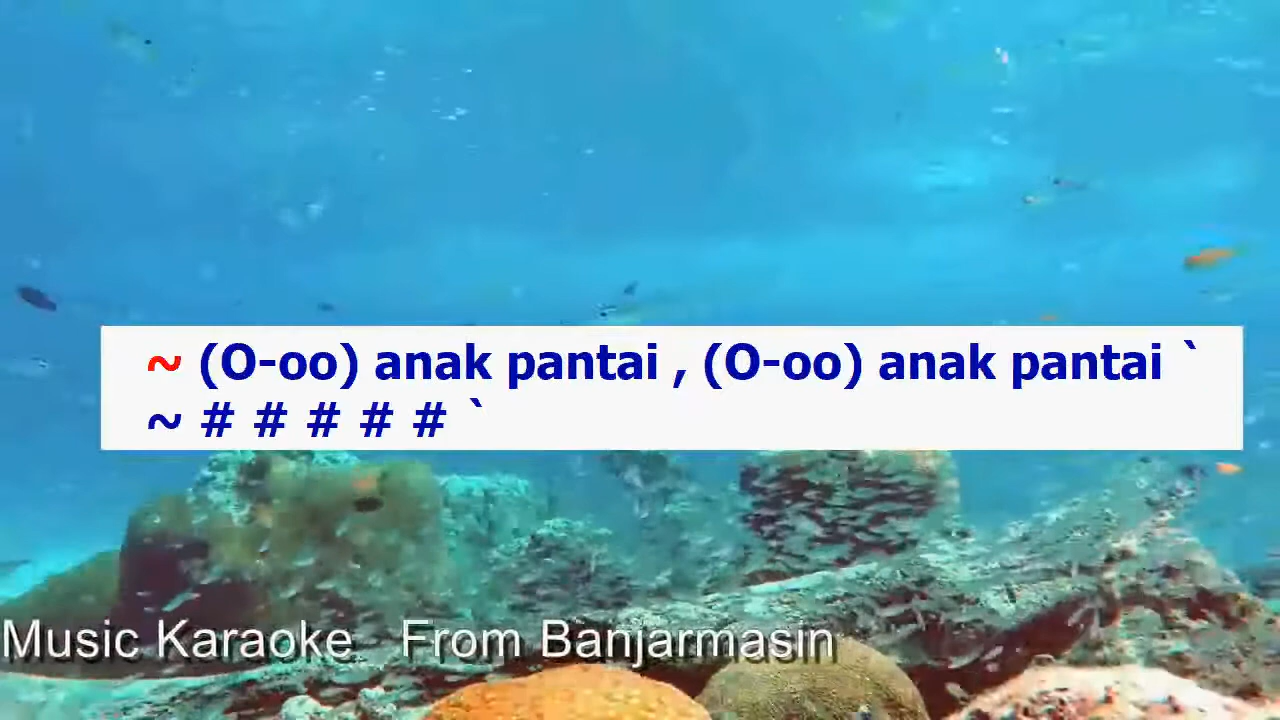 ~ (O-oo) anak pantai , (O-oo) anak pantai `
~ # # # # # `
Music Karaoke From Banjarmasin